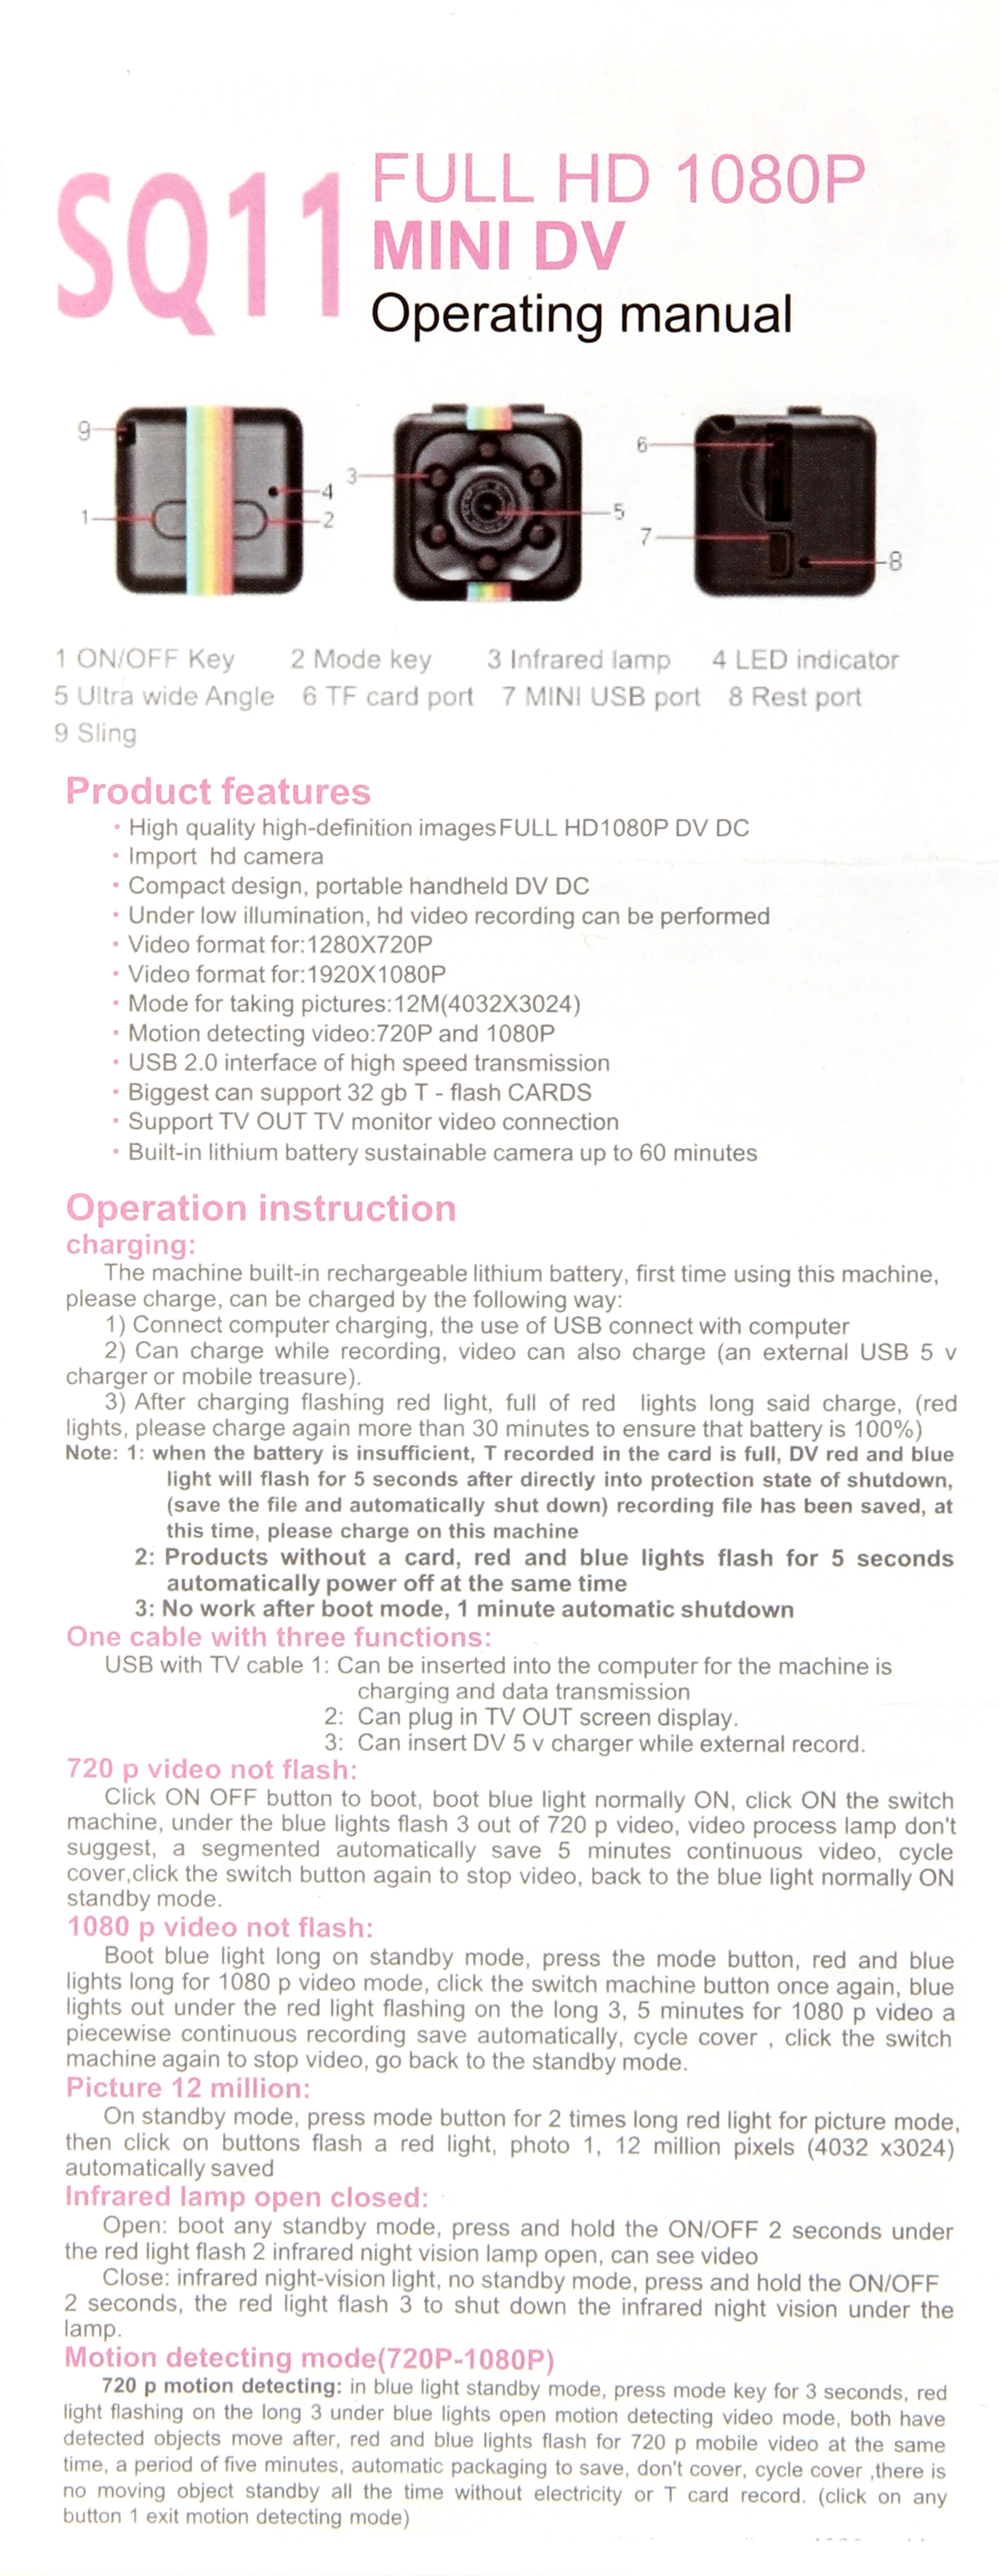 SQ11
FULL HD 1080P
MINI DV
Operating manual
9
1
4
2
3
5
6
7
8
1 ON/OFF Key 2 Mode key 3 Infrared lamp 4 LED indicator
5 Ultra wide Angle 6 TF card port 7 MINI USB port 8 Rest port
9 Sling
Product features
• High quality high-definition images FULL HD1080P DV DC
• Import hd camera
• Compact design, portable handheld DV DC
• Under low illumination, hd video recording can be performed
• Video format for:1280X720P
• Video format for:1920X1080P
• Mode for taking pictures:12M(4032X3024)
• Motion detecting video:720P and 1080P
• USB 2.0 interface of high speed transmission
• Biggest can support 32 gb T - flash CARDS
• Support TV OUT TV monitor video connection
• Built-in lithium battery sustainable camera up to 60 minutes
Operation instruction
charging:
The machine built-in rechargeable lithium battery, first time using this machine,
please charge, can be charged by the following way:
1) Connect computer charging, the use of USB connect with computer
2) Can charge while recording, video can also charge (an external USB 5 v
charger or mobile treasure).
3) After charging flashing red light, full of red lights long said charge, (red
lights, please charge again more than 30 minutes to ensure that battery is 100%)
Note: 1: when the battery is insufficient, T recorded in the card is full, DV red and blue
light will flash for 5 seconds after directly into protection state of shutdown,
(save the file and automatically shut down) recording file has been saved, at
this time, please charge on this machine
2: Products without a card, red and blue lights flash for 5 seconds
automatically power off at the same time
3: No work after boot mode, 1 minute automatic shutdown
One cable with three functions:
USB with TV cable 1: Can be inserted into the computer for the machine is
charging and data transmission
2: Can plug in TV OUT screen display.
3: Can insert DV 5 v charger while external record.
720 p video not flash:
Click ON OFF button to boot, boot blue light normally ON, click ON the switch
machine, under the blue lights flash 3 out of 720 p video, video process lamp don't
suggest, a segmented automatically save 5 minutes continuous video, cycle
cover,click the switch button again to stop video, back to the blue light normally ON
standby mode.
1080 p video not flash:
Boot blue light long on standby mode, press the mode button, red and blue
lights long for 1080 p video mode, click the switch machine button once again, blue
lights out under the red light flashing on the long 3, 5 minutes for 1080 p video a
piecewise continuous recording save automatically, cycle cover , click the switch
machine again to stop video, go back to the standby mode.
Picture 12 million:
On standby mode, press mode button for 2 times long red light for picture mode,
then click on buttons flash a red light, photo 1, 12 million pixels (4032 x3024)
automatically saved
Infrared lamp open closed:
Open: boot any standby mode, press and hold the ON/OFF 2 seconds under
the red light flash 2 infrared night vision lamp open, can see video
Close: infrared night-vision light, no standby mode, press and hold the ON/OFF
2 seconds, the red light flash 3 to shut down the infrared night vision under the
lamp.
Motion detecting mode(720P-1080P)
720 p motion detecting: in blue light standby mode, press mode key for 3 seconds, red
light flashing on the long 3 under blue lights open motion detecting video mode, both have
detected objects move after, red and blue lights flash for 720 p mobile video at the same
time, a period of five minutes, automatic packaging to save, don't cover, cycle cover ,there is
no moving object standby all the time without electricity or T card record. (click on any
button 1 exit motion detecting mode)